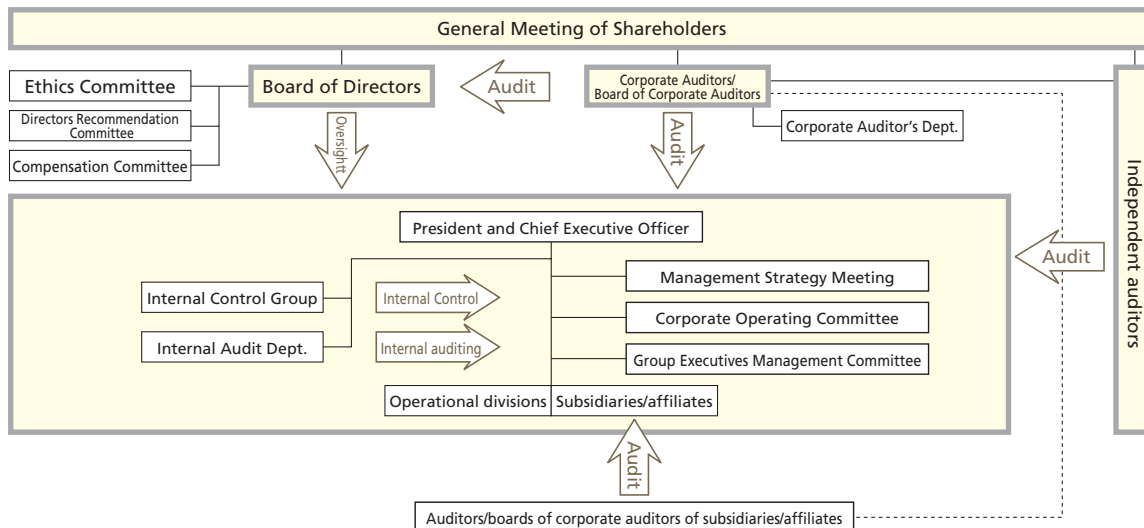 General Meeting of Shareholders
Ethics Committee
Board of Directors
Audit
Corporate Auditors/
Board of Corporate Auditors
Directors Recommendation
Committee
Corporate Auditor's Dept.
Compensation Committee
Oversightt
Audit
Independent auditors
President and Chief Executive Officer
Audit
Management Strategy Meeting
Internal Control Group
Internal Control
Corporate Operating Committee
Internal Audit Dept.
Internal auditing
Group Executives Management Committee
Operational divisions
Subsidiaries/affiliates
Audit
Auditors/boards of corporate auditors of subsidiaries/affiliates